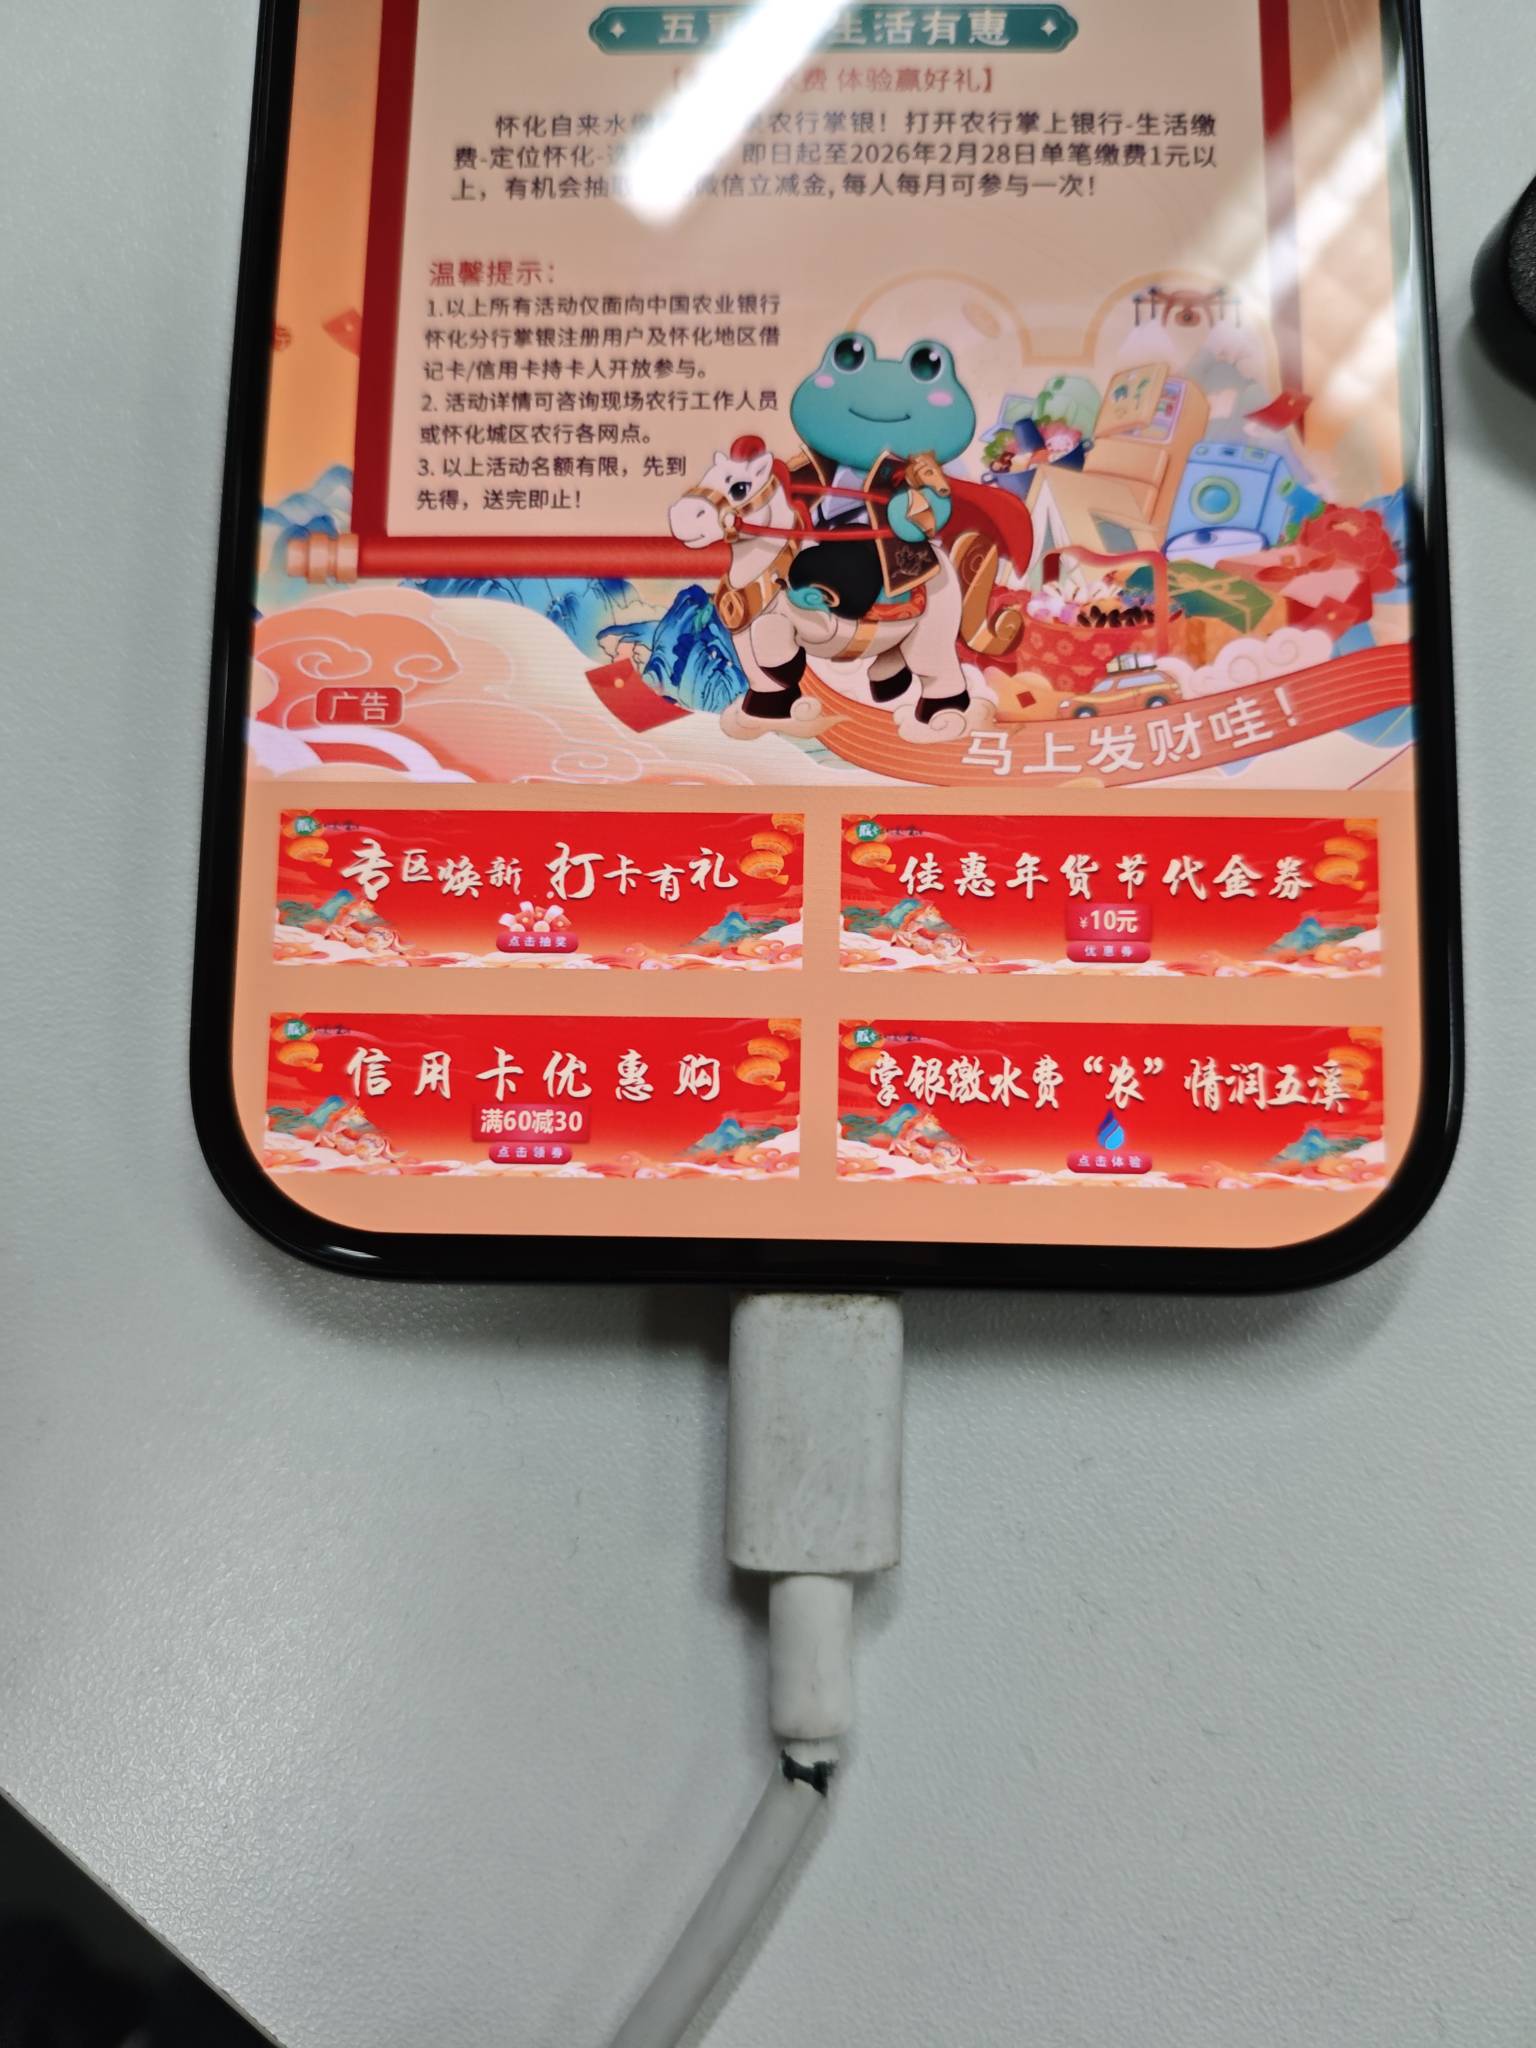 五重 生活有惠
水费 体验赢好礼】
怀化自来水 农行掌银！打开农行掌上银行-生活缴
费-定位怀化- 即日起至2026年2月28日单笔缴费1元以
上，有机会抽 微信立减金，每人每月可参与一次！
温馨提示：
1.以上所有活动仅面向中国农业银行
怀化分行掌银注册用户及怀化地区借
记卡/信用卡持卡人开放参与。
2. 活动详情可咨询现场农行工作人员
或怀化城区农行各网点。
3. 以上活动名额有限，先到
先得，送完即止！
广告
马上发财哇！
专区焕新 打卡有礼
点击抽奖
佳惠年货节代金券
¥10元
优惠券
信用卡优惠购
满60减30
点击领券
掌银缴水费“农”情润五溪
点击体验